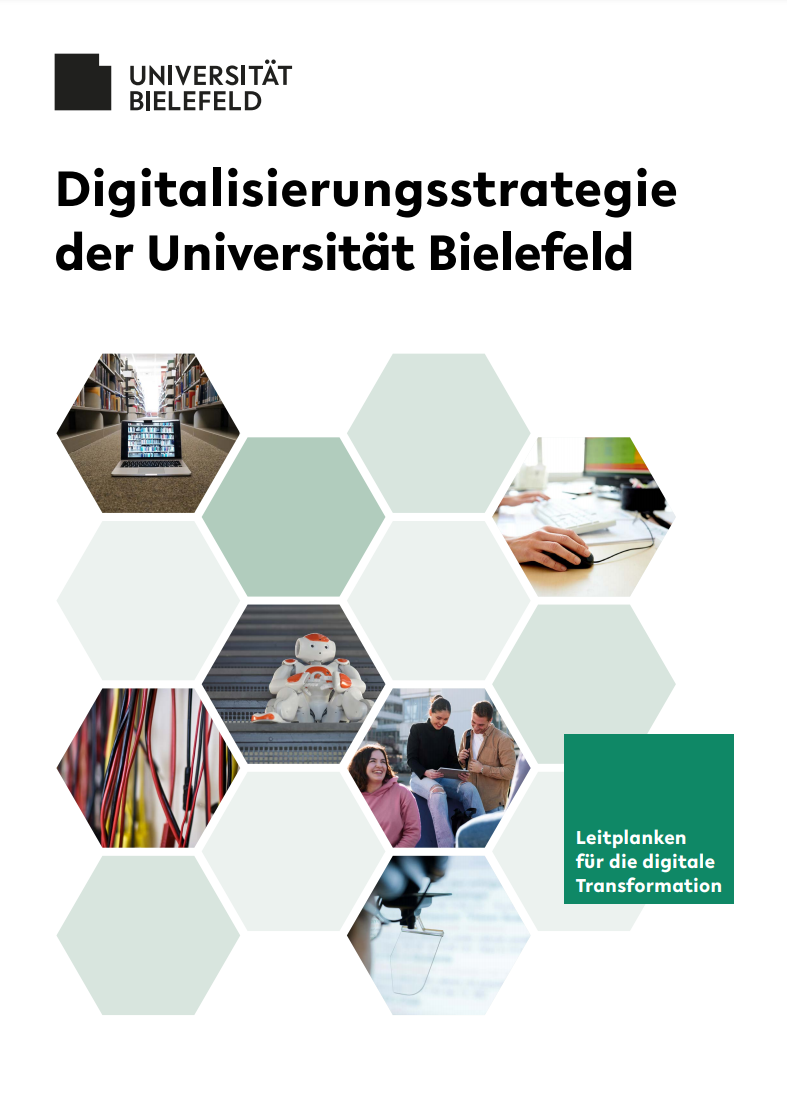 UNIVERSITÄT
BIELEFELD
Digitalisierungsstrategie
der Universität Bielefeld
Leitplanken
für die digitale
Transformation